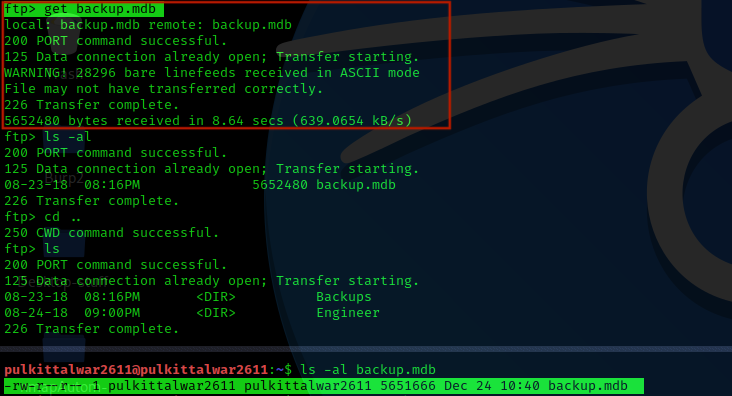 ftp> get backup.mdb
local: backup.mdb remote: backup.mdb
200 PORT command successful.
125 Data connection already open; Transfer starting.
WARNING! 28296 bare linefeeds received in ASCII mode
File may not have transferred correctly.
226 Transfer complete.
5652480 bytes received in 8.64 secs (639.0654 kB/s)
ftp> ls -al
200 PORT command successful.
125 Data connection already open; Transfer starting.
08-23-18  08:16PM              5652480 backup.mdb
226 Transfer complete.
ftp> cd ..
250 CWD command successful.
ftp> ls
200 PORT command successful.
125 Data connection already open; Transfer starting.
08-23-18  08:16PM       <DIR>          Backups
08-24-18  09:00PM       <DIR>          Engineer
226 Transfer complete.
pulkittalwar2611@pulkittalwar2611:~$ ls -al backup.mdb
-rw-r--r-- 1 pulkittalwar2611 pulkittalwar2611 5651666 Dec 24 10:40 backup.mdb